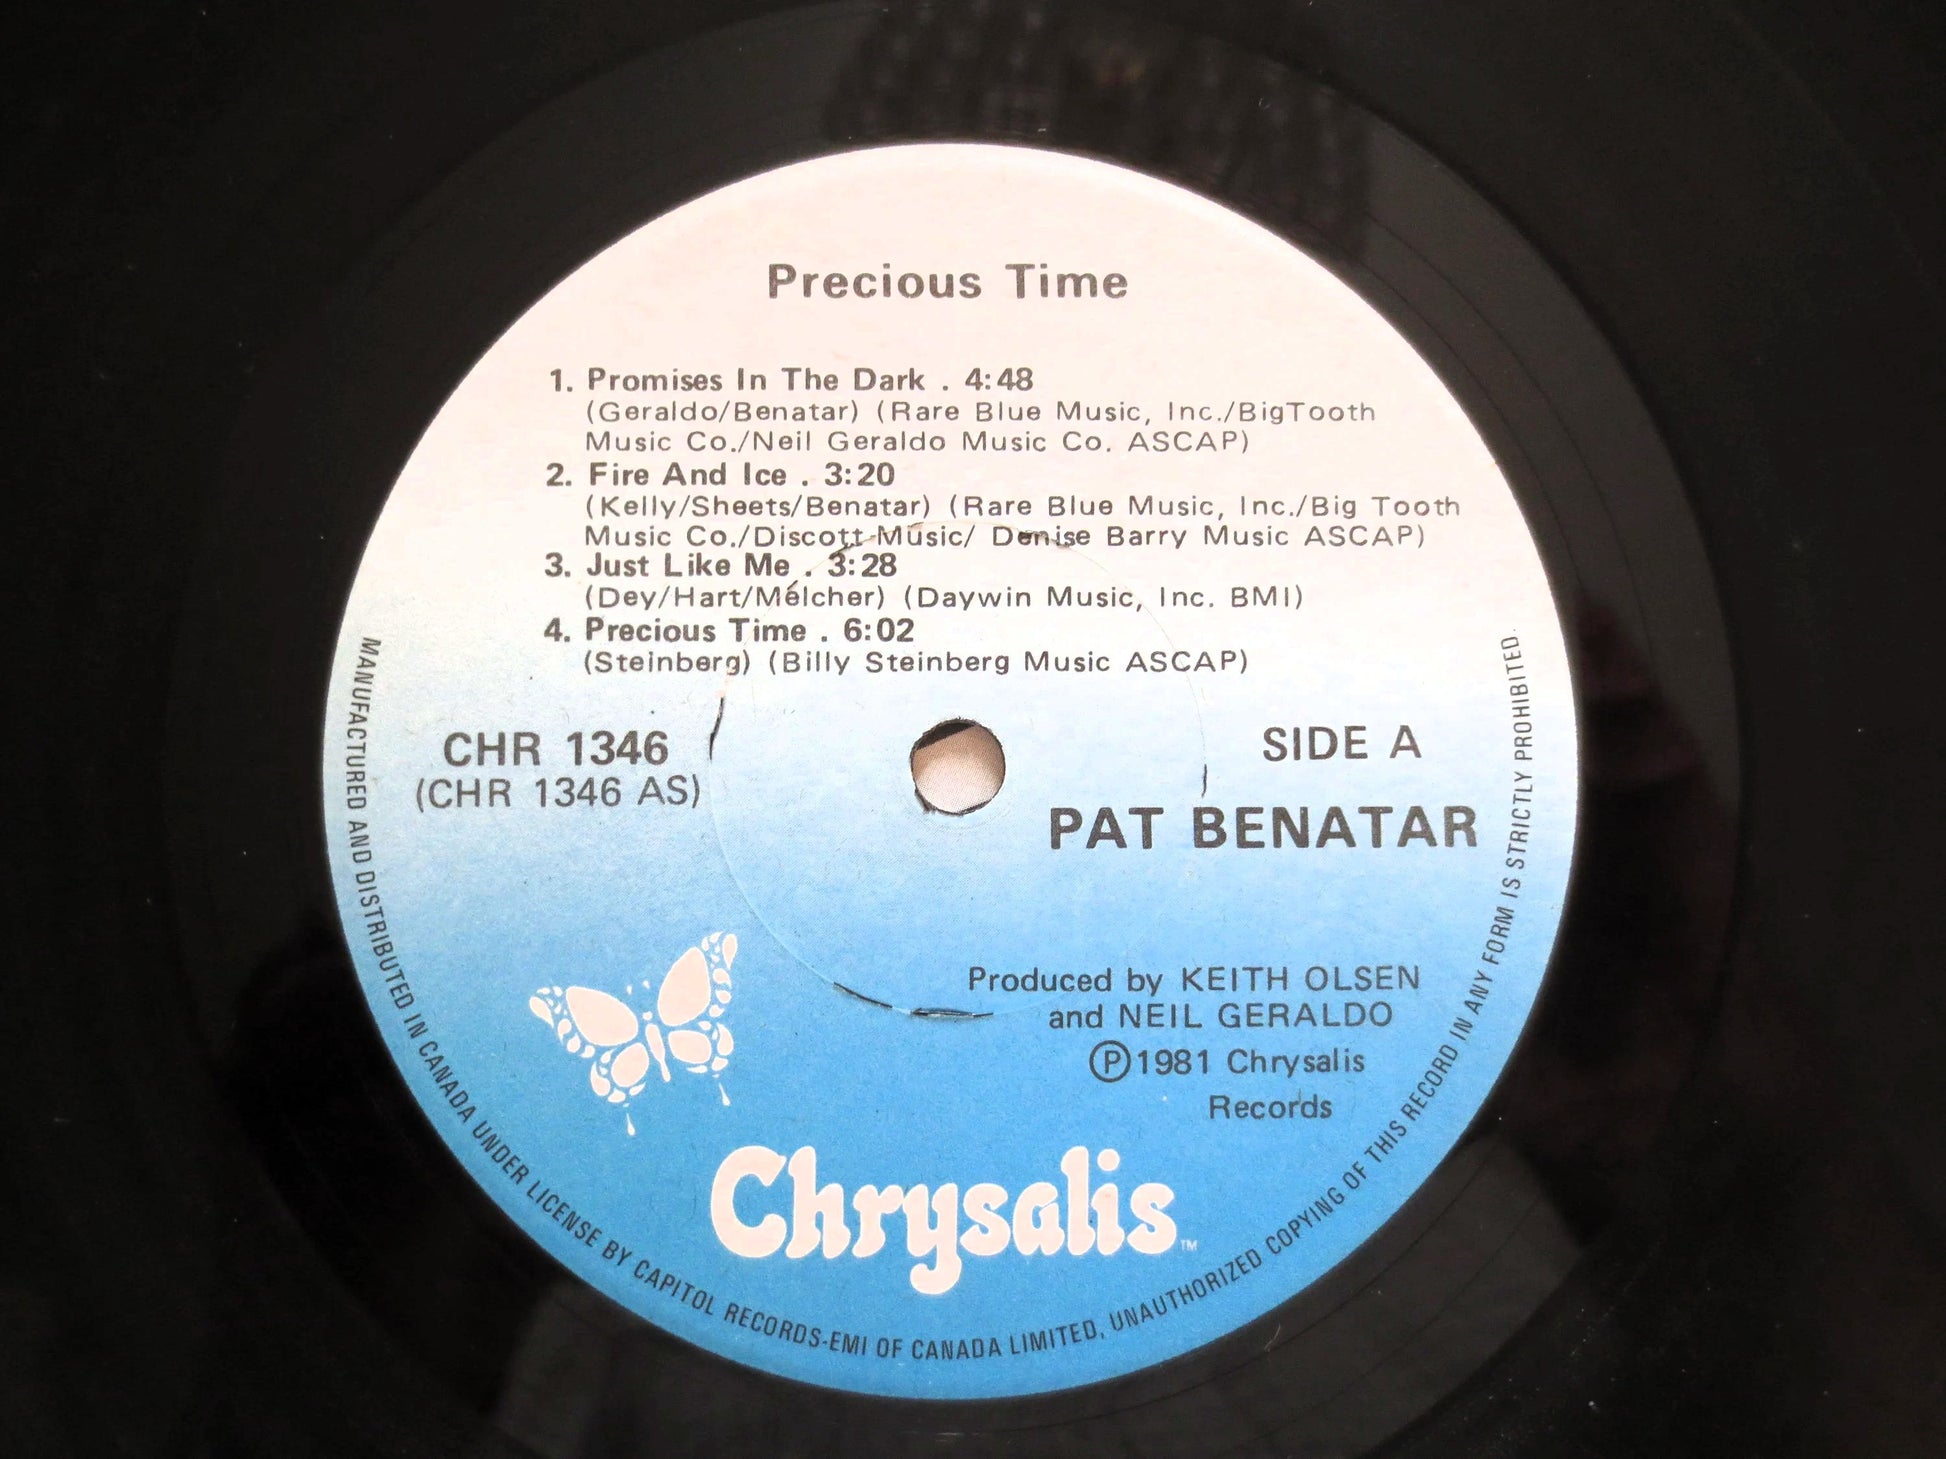 Precious Time
1. Promises In The Dark . 4:48
(Geraldo/Benatar) (Rare Blue Music, Inc./BigTooth
Music Co./Neil Geraldo Music Co. ASCAP)
2. Fire And Ice . 3:20
(Kelly/Sheets/Benatar) (Rare Blue Music, Inc./Big Tooth
Music Co./Discott Music/ Denise Barry Music ASCAP)
3. Just Like Me . 3:28
(Dey/Hart/Melcher) (Daywin Music, Inc. BMI)
4. Precious Time . 6:02
(Steinberg) (Billy Steinberg Music ASCAP)
CHR 1346
(CHR 1346 AS)
SIDE A
PAT BENATAR
Produced by KEITH OLSEN
and NEIL GERALDO
Ⓟ1981 Chrysalis
Records
Chrysalis™
MANUFACTURED AND DISTRIBUTED IN CANADA UNDER LICENSE BY CAPITOL RECORDS-EMI OF CANADA LIMITED, UNAUTHORIZED COPYING OF THIS RECORD IN ANY FORM IS STRICTLY PROHIBITED.